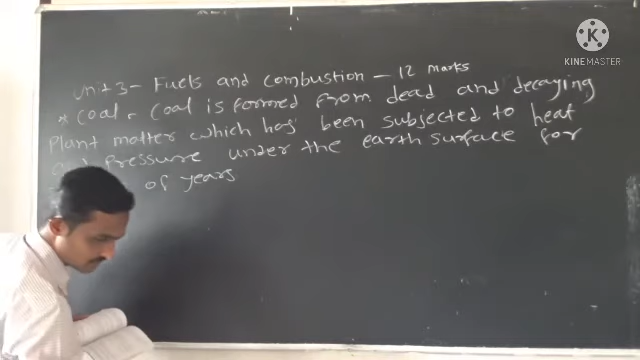 Unit 3 - Fuels and combustion - 12 marks
* Coal - Coal is formed from dead and decaying
Plant matter which has been subjected to heat
and Pressure under the earth surface for
of years
K
KINEMASTER